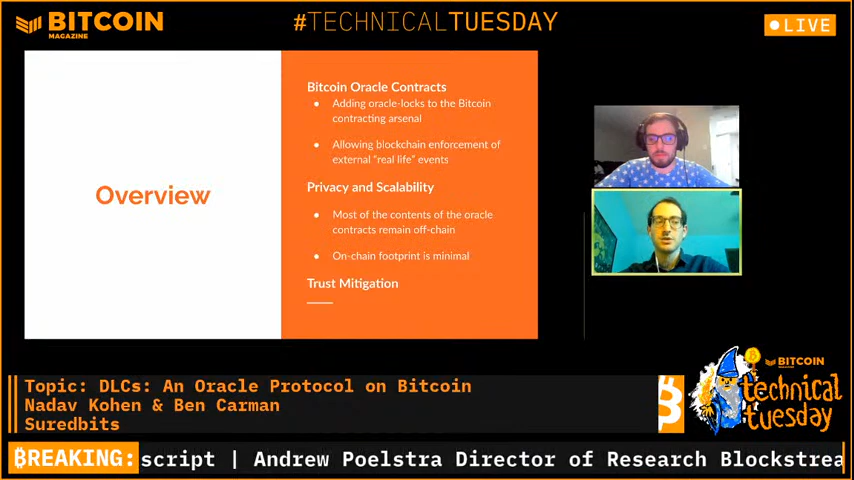 BITCOIN
MAGAZINE
#TECHNICALTUESDAY
LIVE
Overview
Bitcoin Oracle Contracts
● Adding oracle-locks to the Bitcoin
contracting arsenal
● Allowing blockchain enforcement of
external “real life” events
Privacy and Scalability
● Most of the contents of the oracle
contracts remain off-chain
● On-chain footprint is minimal
Trust Mitigation
Topic: DLCs: An Oracle Protocol on Bitcoin
Nadav Kohen & Ben Carman
Suredbits
BITCOIN
MAGAZINE
technical
tuesday
₿REAKING: script | Andrew Poelstra Director of Research Blockstrea